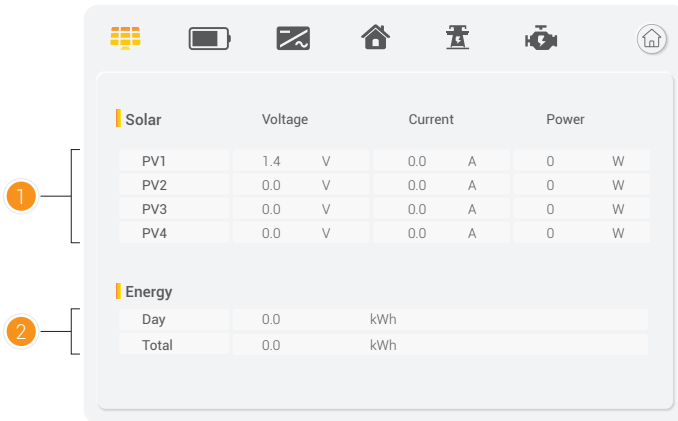 Solar Voltage Current Power
1
PV1 1.4 V 0.0 A 0 W
PV2 0.0 V 0.0 A 0 W
PV3 0.0 V 0.0 A 0 W
PV4 0.0 V 0.0 A 0 W
Energy
2
Day 0.0 kWh
Total 0.0 kWh